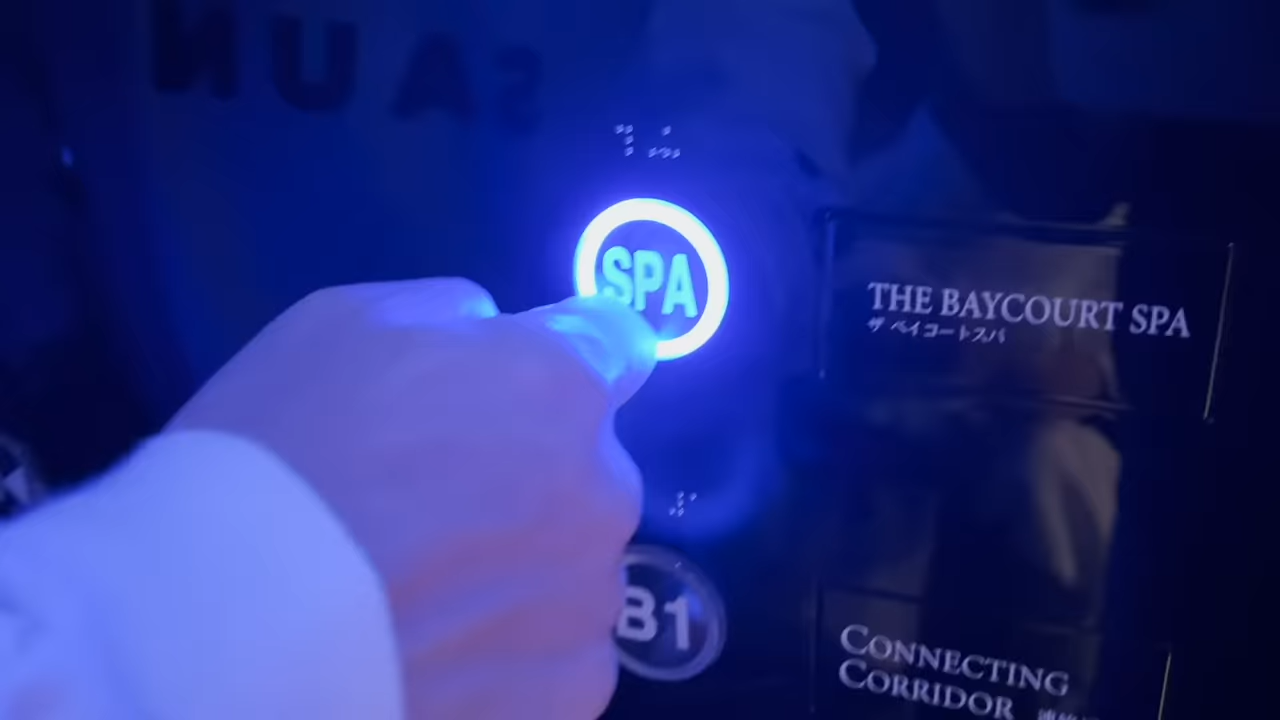 SPA
THE BAYCOURT SPA
ザ ベイコートスパ
B1
CONNECTING
CORRIDOR